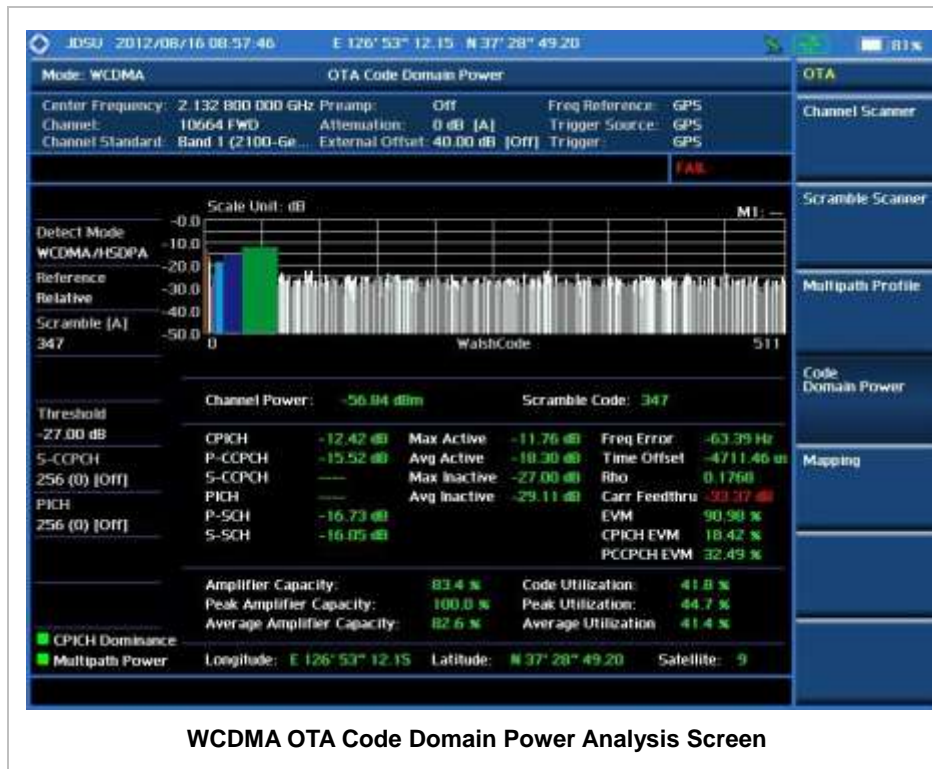 JDSU 2012/08/16 08:57:46 E 126° 53'" 12.15 N 37° 28'" 49.20 81%
Mode: WCDMA OTA Code Domain Power OTA
Center Frequency: 2.132 800 000 GHz Preamp: Off Freq Reference: GPS
Channel: 10664 FWD Attenuation: 0 dB [A] Trigger Source: GPS
Channel Standard: Band 1 (2100-Ge... External Offset: 40.00 dB [Off] Trigger: GPS
FAIL
Channel Scanner
Scramble Scanner
Multipath Profile
Code
Domain Power
Mapping
Scale Unit: dB M1: --
-0.0
-10.0
-20.0
-30.0
-40.0
-50.0
0 WalshCode 511
Detect Mode
WCDMA/HSDPA
Reference
Relative
Scramble [A]
347
Threshold
-27.00 dB
S-CCPCH
256 (0) [Off]
PICH
256 (0) [Off]
CPICH Dominance
Multipath Power
Channel Power: -56.84 dBm Scramble Code: 347
CPICH -12.42 dB Max Active -11.76 dB Freq Error -63.39 Hz
P-CCPCH -15.52 dB Avg Active -18.30 dB Time Offset -4711.46 us
S-CCPCH ---- Max Inactive -27.00 dB Rho 0.1768
PICH ---- Avg Inactive -29.11 dB Carr Feedthru -33.37 dB
P-SCH -16.73 dB EVM 90.98 %
S-SCH -16.05 dB CPICH EVM 18.42 %
PCCPCH EVM 32.49 %
Amplifier Capacity: 83.4 % Code Utilization: 41.8 %
Peak Amplifier Capacity: 100.0 % Peak Utilization: 44.7 %
Average Amplifier Capacity: 82.6 % Average Utilization 41.4 %
Longitude: E 126° 53'" 12.15 Latitude: N 37° 28'" 49.20 Satellite: 9
WCDMA OTA Code Domain Power Analysis Screen